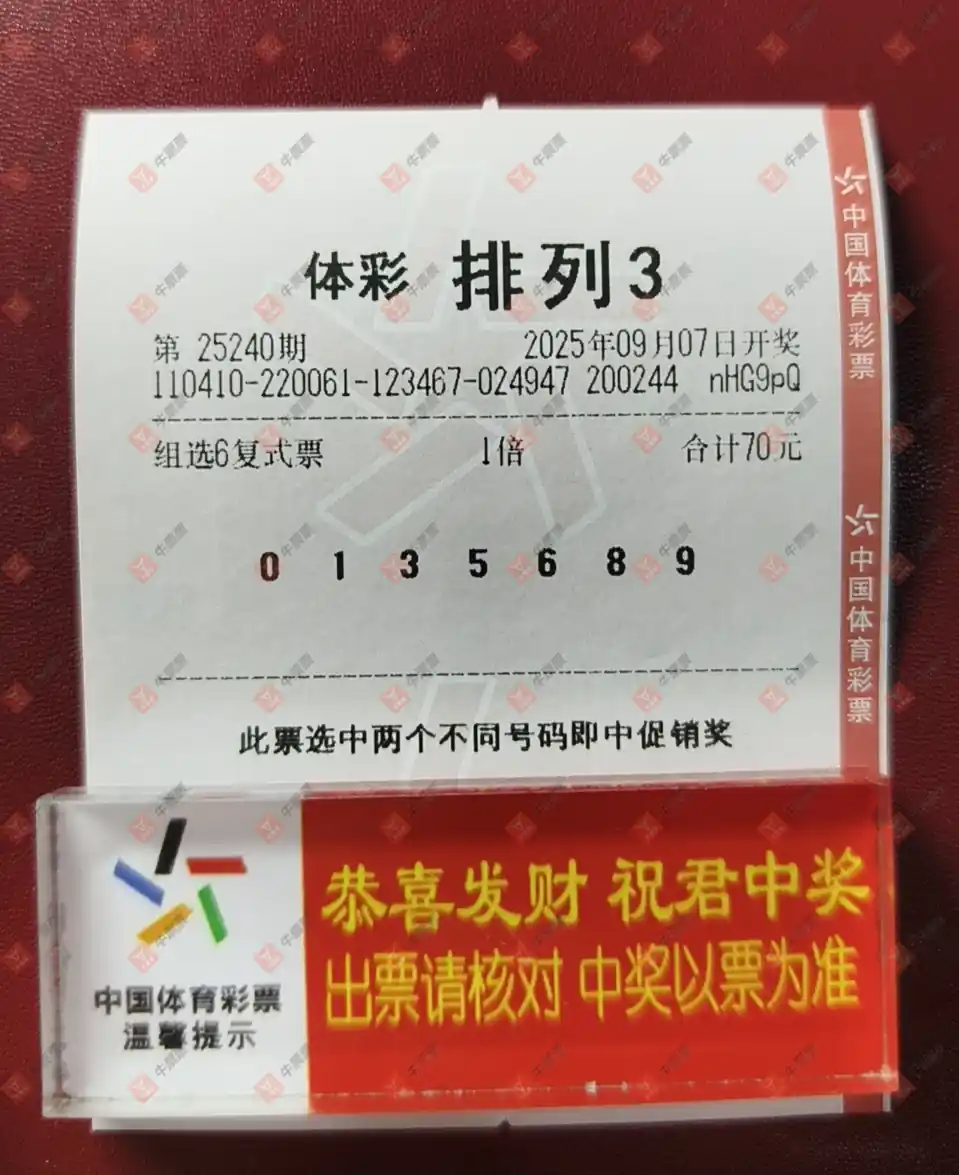 体彩 排列3
第 25240期 2025年09月07日开奖
110410-220061-123467-024947 200244 nHG9pQ
组选6复式票 1倍 合计70元
0 1 3 5 6 8 9
此票选中两个不同号码即中促销奖
中国体育彩票
中国体育彩票
恭喜发财 祝君中奖
出票请核对 中奖以票为准
中国体育彩票
温馨提示